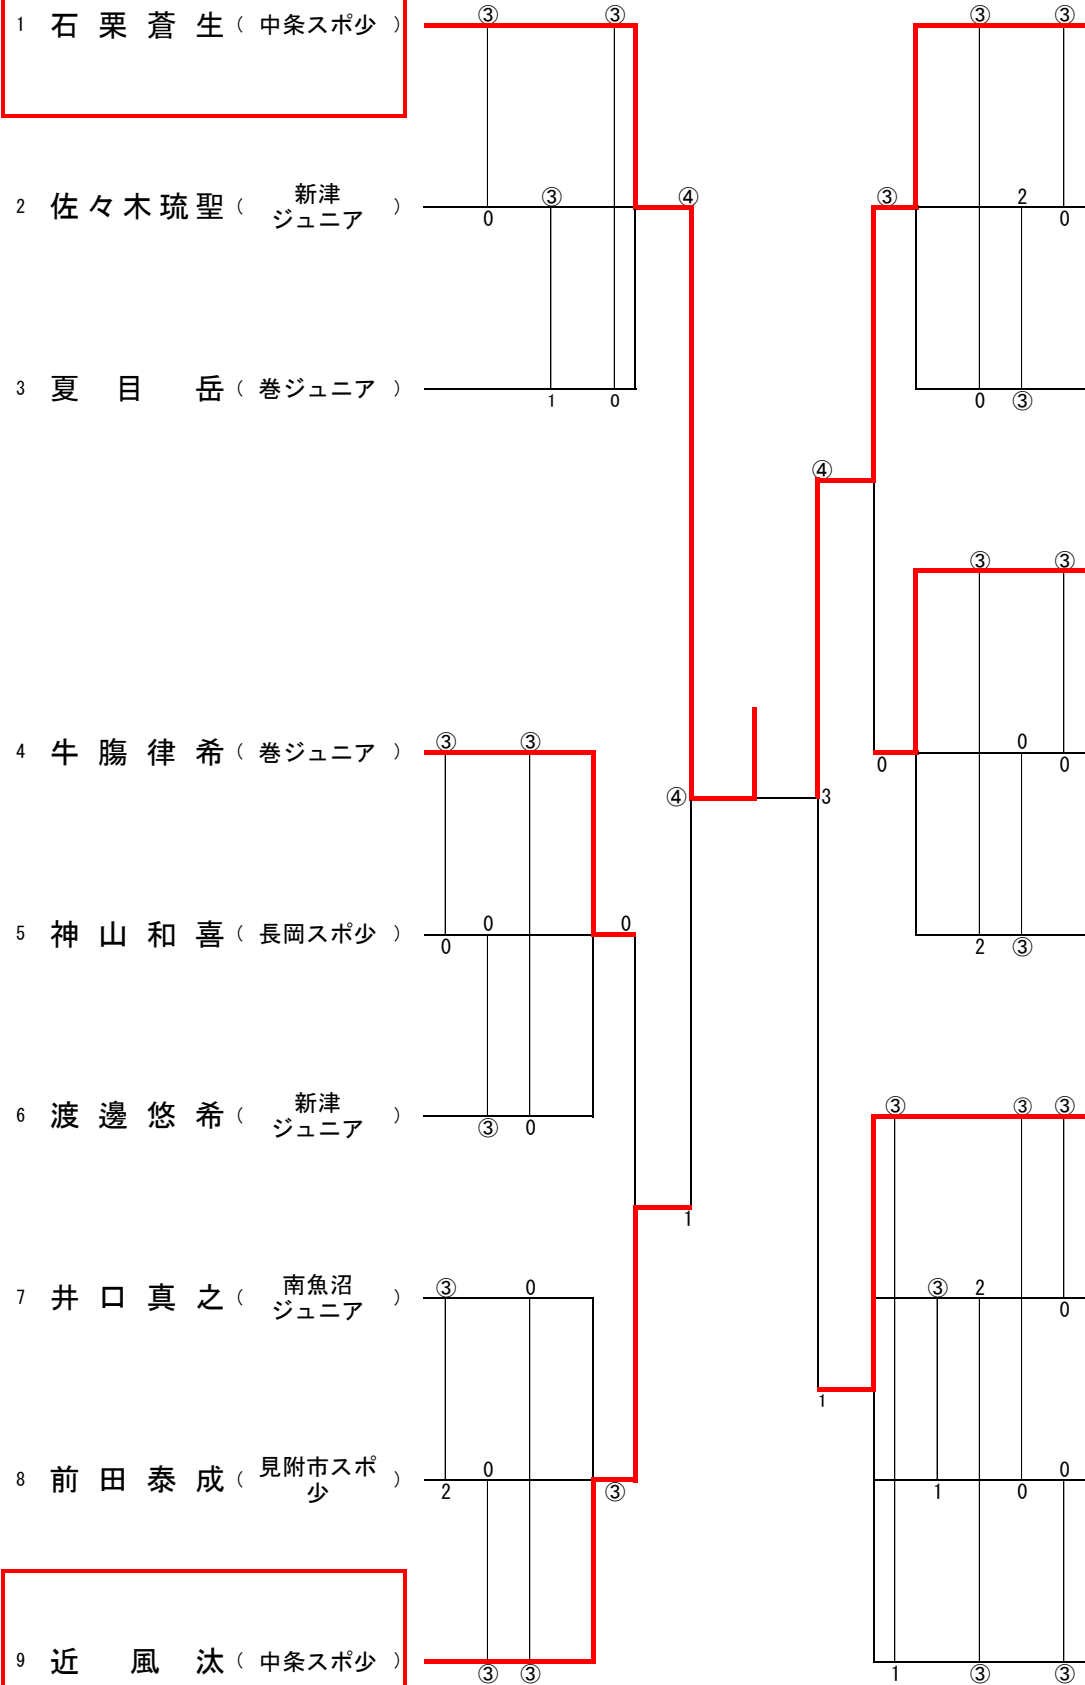 ③ ③ ③ ③
1 石栗蒼生（中条スポ少）
③ ④ ③ 2
2 佐々木琉聖（新津ジュニア）
0 0
3 夏目岳（巻ジュニア）
1 0 0 ③
④
③ ③
③ ③ 0
4 牛膓律希（巻ジュニア）
0 0
④ 3
0 0
5 神山和喜（長岡スポ少）
0 2 ③
6 渡邊悠希（新津ジュニア）
③ ③ ③
③ 0
1
③ 0 ③ 2
7 井口真之（南魚沼ジュニア）
0
1
0 0
8 前田泰成（見附市スポ少）
2 ③ 1 0
9 近風汰（中条スポ少）
③ ③ 1 ③ ③